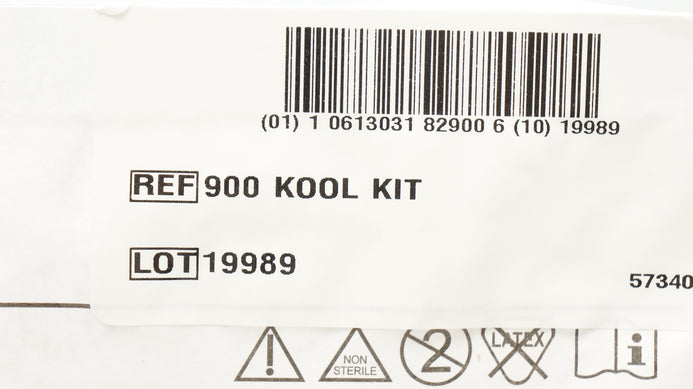 (01) 1 0613031 82900 6 (10) 19989
REF 900 KOOL KIT
LOT 19989
57340
! NON STERILE 2 LATEX i